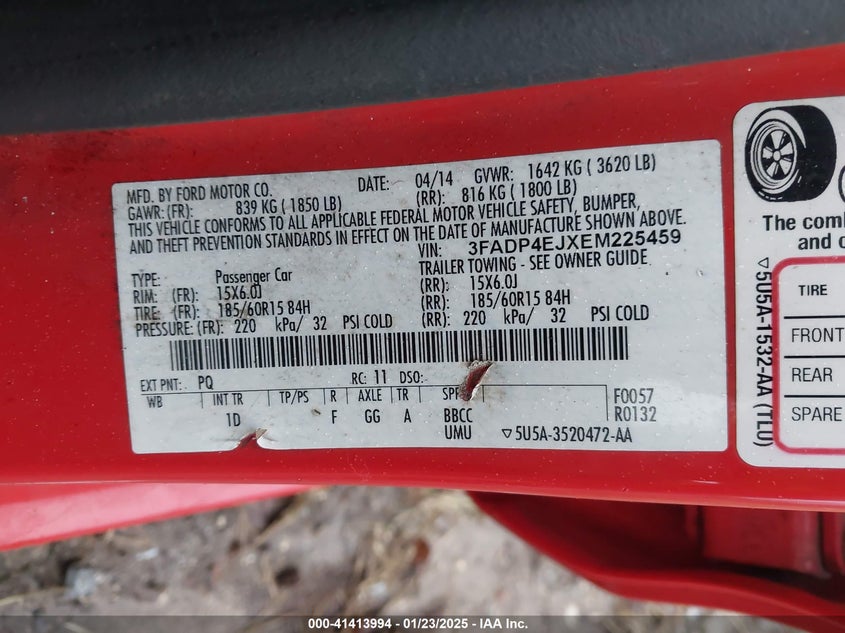 MFD. BY FORD MOTOR CO. DATE: 04/14 GVWR: 1642 KG ( 3620 LB)
GAWR: (FR): 839 KG ( 1850 LB) (RR): 816 KG ( 1800 LB)
THIS VEHICLE CONFORMS TO ALL APPLICABLE FEDERAL MOTOR VEHICLE SAFETY, BUMPER,
AND THEFT PREVENTION STANDARDS IN EFFECT ON THE DATE OF MANUFACTURE SHOWN ABOVE.
VIN: 3FADP4EJXEM225459
TYPE: Passenger Car TRAILER TOWING - SEE OWNER GUIDE
RIM: (FR): 15X6.0J (RR): 15X6.0J
TIRE: (FR): 185/60R15 84H (RR): 185/60R15 84H
PRESSURE: (FR): 220 kPa/ 32 PSI COLD (RR): 220 kPa/ 32 PSI COLD
EXT PNT: PQ RC: 11 DSO:
WB INT TR TP/PS R AXLE TR SPR F0057
1D F GG A BBCC R0132
UMU ▽5U5A-3520472-AA
▽5U5A-1532-AA (TLU)
The comb
and c
TIRE
FRONT
REAR
SPARE
000-41413994 - 01/23/2025 - IAA Inc.